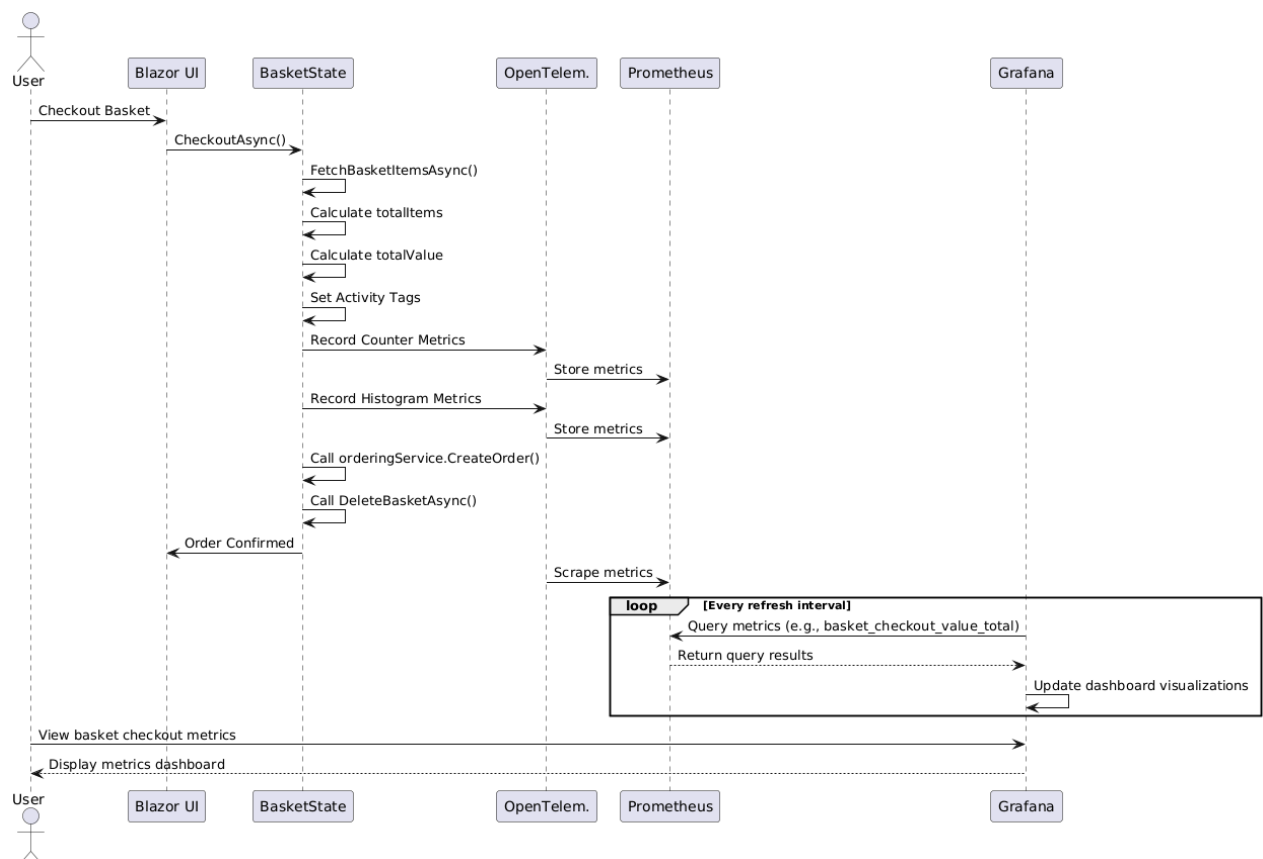 User
Blazor UI
BasketState
OpenTelem.
Prometheus
Grafana
Checkout Basket
CheckoutAsync()
FetchBasketItemsAsync()
Calculate totalItems
Calculate totalValue
Set Activity Tags
Record Counter Metrics
Store metrics
Record Histogram Metrics
Store metrics
Call orderingService.CreateOrder()
Call DeleteBasketAsync()
Order Confirmed
Scrape metrics
loop [Every refresh interval]
Query metrics (e.g., basket_checkout_value_total)
Return query results
Update dashboard visualizations
View basket checkout metrics
Display metrics dashboard
User
Blazor UI
BasketState
OpenTelem.
Prometheus
Grafana